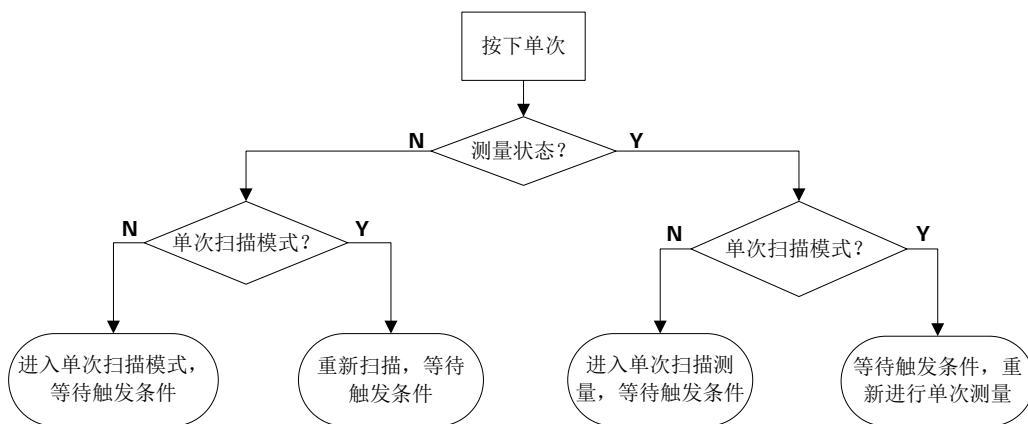 按下单次
N
测量状态?
Y
N
单次扫描模式?
Y
N
单次扫描模式?
Y
进入单次扫描模式,
等待触发条件
重新扫描，等待
触发条件
进入单次扫描测
量，等待触发条件
等待触发条件，重
新进行单次测量